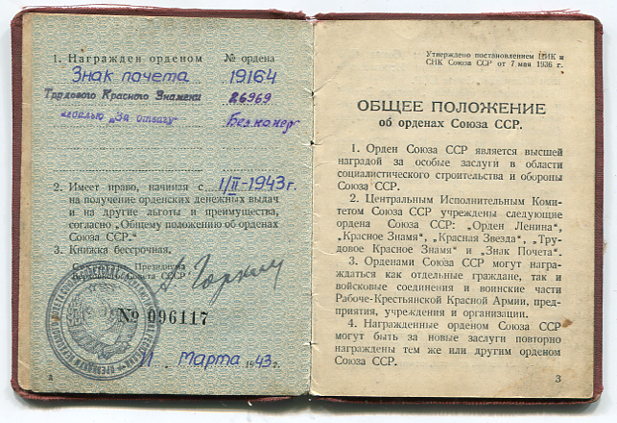 1. Награжден орденом № ордена
Знак почета 19164
Трудового Красного Знамени 26969
медалью „За отвагу" Без номер
2. Имеет право, начиная с 1/II-1943 г.
на получение орденских денежных выдач
и на другие льготы и преимущества,
согласно „Общему положению об орденах
Союза ССР."
3. Книжка бессрочная.
Президиума
Совета СССР
№ 096117
11. Марта 1943 г.
Утверждено постановлением ЦИК и
СНК Союза ССР от 7 мая 1936 г.
ОБЩЕЕ ПОЛОЖЕНИЕ
об орденах Союза ССР.
1. Орден Союза ССР является высшей
наградой за особые заслуги в области
социалистического строительства и обороны
Союза ССР.
2. Центральным Исполнительным Коми-
тетом Союза ССР учреждены следующие
ордена Союза ССР: „Орден Ленина",
„Красное Знамя", „Красная Звезда", „Тру-
довое Красное Знамя" и „Знак Почета".
3. Орденами Союза ССР могут награ-
ждаться как отдельные граждане, так и
войсковые соединения и воинские части
Рабоче-Крестьянской Красной Армии, пред-
приятия, учреждения и организации.
4. Награжденные орденом Союза ССР
могут быть за новые заслуги повторно
награждены тем же или другим орденом
Союза ССР.
3